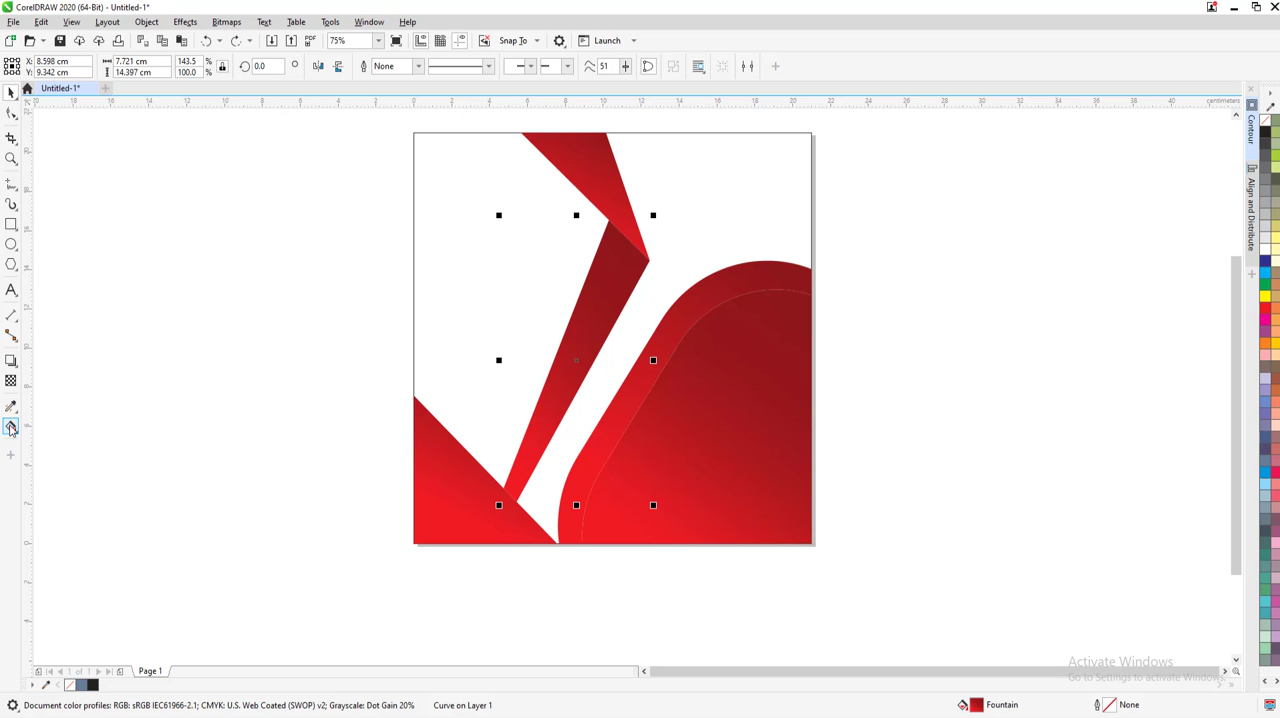 CorelDRAW 2020 (64-Bit) - Untitled-1*
File Edit View Layout Object Effects Bitmaps Text Table Tools Window Help
PDF 75% Snap To Launch
X: 8.598 cm 7.721 cm 143.5 %
Y: 9.342 cm 14.397 cm 100.0 %
0.0 None 51
Untitled-1*
centimeters
Contour
Align and Distribute
Activate Windows
Go to Settings to activate Windows.
1 of 1 Page 1
Document color profiles: RGB: sRGB IEC61966-2.1; CMYK: U.S. Web Coated (SWOP) v2; Grayscale: Dot Gain 20% Curve on Layer 1 Fountain None